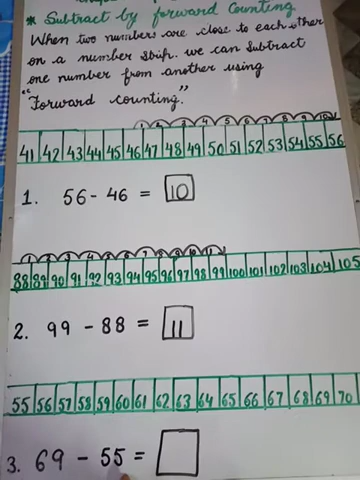 * Subtract by forward Counting.
When two numbers are close to each other
on a number strip. we can subtract
one number from another using
"Forward counting."
1 2 3 4 5 6 7 8 9 10
41 42 43 44 45 46 47 48 49 50 51 52 53 54 55 56
1. 56 - 46 = 10
1 2 3 4 5 6 7 8 9 10 11
88 89 90 91 92 93 94 95 96 97 98 99 100 101 102 103 104 105
2. 99 - 88 = 11
55 56 57 58 59 60 61 62 63 64 65 66 67 68 69 70
3. 69 - 55 =